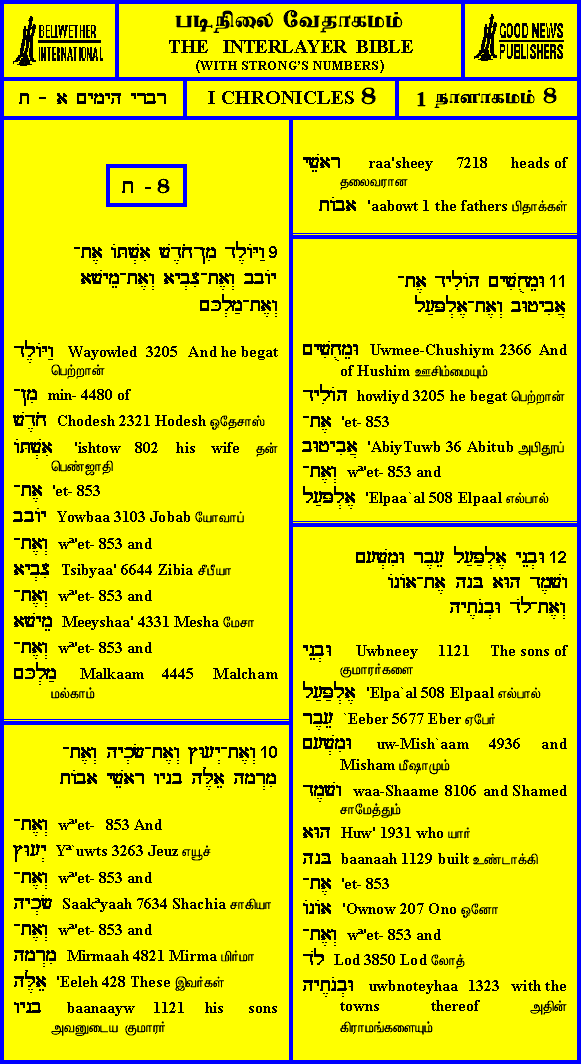 BELLWETHER
INTERNATIONAL
படிநிலை வேதாகமம்
THE INTERLAYER BIBLE
(WITH STRONG'S NUMBERS)
GOOD NEWS
PUBLISHERS
דברי הימים א - ח
I CHRONICLES 8
1 நாளாகமம் 8
ח - 8
9 וַיּוֹלֶד מִן־חֹדֶשׁ אִשְׁתּוֹ אֶת־
יוֹבָב וְאֶת־צִבְיָא וְאֶת־מֵישָׁא
וְאֶת־מַלְכָּם
וַיּוֹלֶד Wayowled 3205 And he begat
பெற்றான்
מִן־ min- 4480 of
חֹדֶשׁ Chodesh 2321 Hodesh ஒதேசாஸ்
אִשְׁתּוֹ 'ishtow 802 his wife தன்
பெண்ஜாதி
אֶת־ 'et- 853
יוֹבָב Yowbaa 3103 Jobab யோவாப்
וְאֶת־ wª'et- 853 and
צִבְיָא Tsibyaa' 6644 Zibia சீபீயா
וְאֶת־ wª'et- 853 and
מֵישָׁא Meeyshaa' 4331 Mesha மேசா
וְאֶת־ wª'et- 853 and
מַלְכָּם Malkaam 4445 Malcham
மல்காம்
10 וְאֶת־יְעוּץ וְאֶת־שָׂכְיָה וְאֶת־
מִרְמָה אֵלֶּה בָנָיו רָאשֵׁי אָבוֹת
וְאֶת־ wª'et- 853 And
יְעוּץ Yª`uwts 3263 Jeuz எயூச்
וְאֶת־ wª'et- 853 and
שָׂכְיָה Saakªyaah 7634 Shachia சாகியா
וְאֶת־ wª'et- 853 and
מִרְמָה Mirmaah 4821 Mirma மிர்மா
אֵלֶּה 'Eeleh 428 These இவர்கள்
בָנָיו baanaayw 1121 his sons
அவனுடைய குமாரர்
רָאשֵׁי raa'sheey 7218 heads of
தலைவரான
אָבוֹת 'aabowt 1 the fathers பிதாக்கள்
11 וּמֵחֻשִׁים הוֹלִיד אֶת־
אֲבִיטוּב וְאֶת־אֶלְפָּעַל
וּמֵחֻשִׁים Uwmee-Chushiym 2366 And
of Hushim ஊசிம்மையும்
הוֹלִיד howliyd 3205 he begat பெற்றான்
אֶת־ 'et- 853
אֲבִיטוּב 'AbiyTuwb 36 Abitub அபிதூப்
וְאֶת־ wª'et- 853 and
אֶלְפָּעַל 'Elpaa`al 508 Elpaal எல்பால்
12 וּבְנֵי אֶלְפַּעַל עֵבֶר וּמִשְׁעָם
וָשָׁמֶד הוּא בָּנָה אֶת־אוֹנוֹ
וְאֶת־לֹד וּבְנֹתֶיהָ
וּבְנֵי Uwbneey 1121 The sons of
குமாரர்களை
אֶלְפַּעַל 'Elpa`al 508 Elpaal எல்பால்
עֵבֶר `Eeber 5677 Eber ஏபேர்
וּמִשְׁעָם uw-Mish`aam 4936 and
Misham மீஷாமும்
וָשָׁמֶד waa-Shaame 8106 and Shamed
சாமேத்தும்
הוּא Huw' 1931 who யார்
בָּנָה baanaah 1129 built உண்டாக்கி
אֶת־ 'et- 853
אוֹנוֹ 'Ownow 207 Ono ஓனோ
וְאֶת־ wª'et- 853 and
לֹד Lod 3850 Lod லோத்
וּבְנֹתֶיהָ uwbnoteyhaa 1323 with the
towns thereof அதின்
கிராமங்களையும்